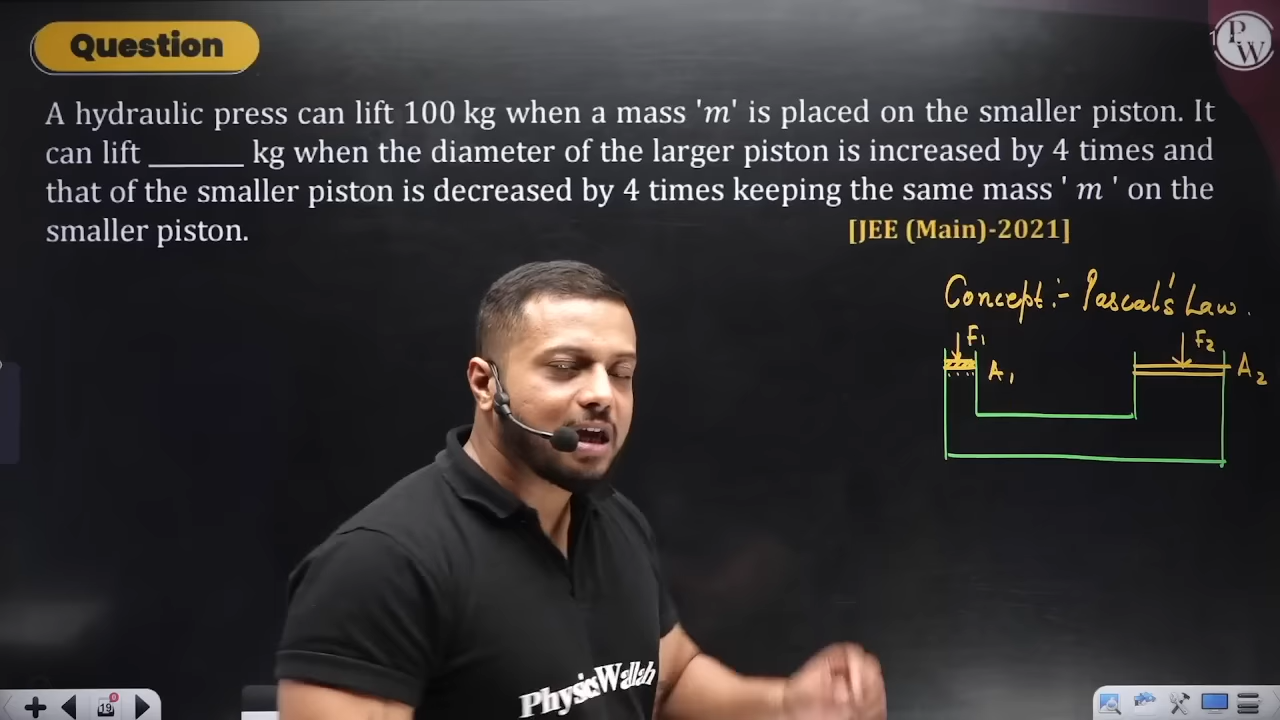 Question
A hydraulic press can lift 100 kg when a mass 'm' is placed on the smaller piston. It
can lift _______ kg when the diameter of the larger piston is increased by 4 times and
that of the smaller piston is decreased by 4 times keeping the same mass ' m ' on the
smaller piston.
[JEE (Main)-2021]
Concept:- Pascal's Law.
F1
F2
A1
A2
PW
PhysicsWallah
19